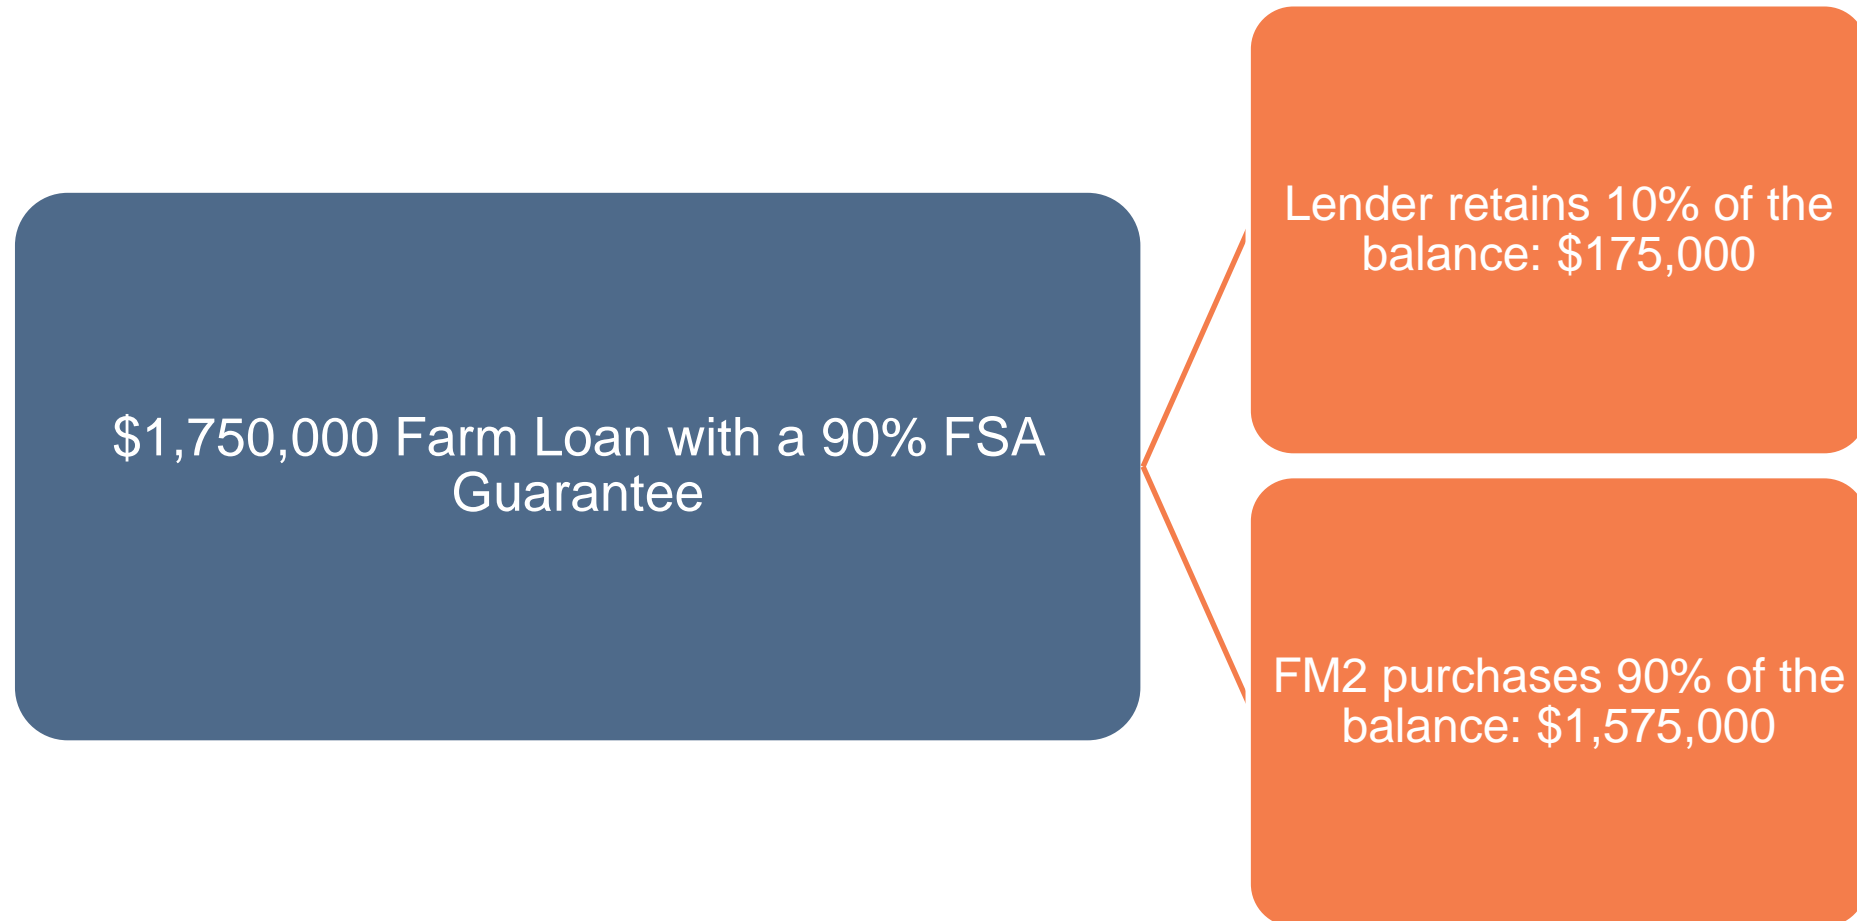 $1,750,000 Farm Loan with a 90% FSA
Guarantee
Lender retains 10% of the
balance: $175,000
FM2 purchases 90% of the
balance: $1,575,000